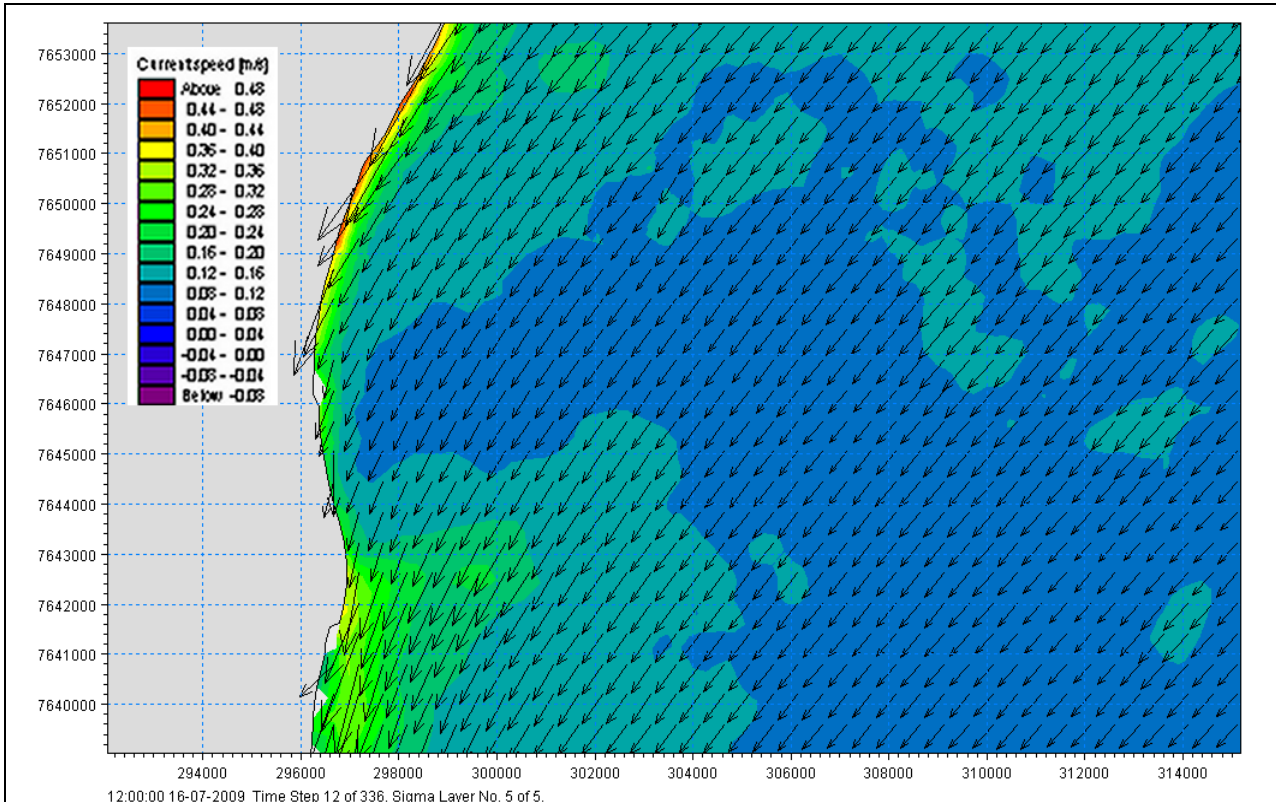 7653000
7652000
7651000
7650000
7649000
7648000
7647000
7646000
7645000
7644000
7643000
7642000
7641000
7640000
Current speed [m/s]
Above 0.48
0.44 - 0.48
0.40 - 0.44
0.36 - 0.40
0.32 - 0.36
0.28 - 0.32
0.24 - 0.28
0.20 - 0.24
0.16 - 0.20
0.12 - 0.16
0.08 - 0.12
0.04 - 0.08
0.00 - 0.04
-0.04 - 0.00
-0.08 - -0.04
Below -0.08
294000 296000 298000 300000 302000 304000 306000 308000 310000 312000 314000
12:00:00 16-07-2009 Time Step 12 of 336. Sigma Layer No. 5 of 5.